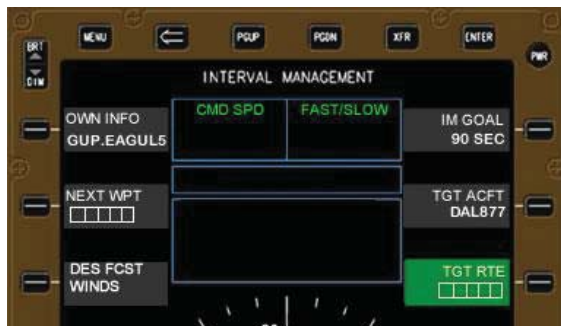 MENU PGUP PGDN XFR ENTER
BRT
DIM
PWR
INTERVAL MANAGEMENT
CMD SPD FAST/SLOW
OWN INFO
GUP.EAGUL5
IM GOAL
90 SEC
NEXT WPT
TGT ACFT
DAL877
DES FCST
WINDS
TGT RTE